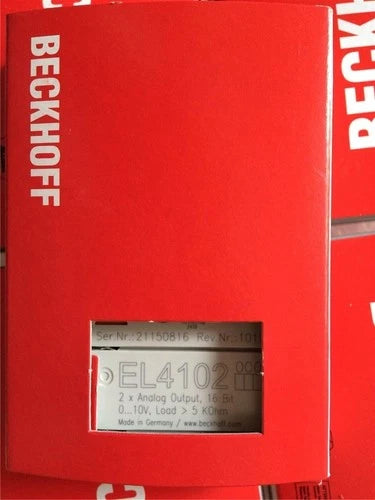 BECKHOFF
Ser.Nr.:21150816 Rev.Nr.:101
EL4102
2 x Analog Output, 16 Bit
0...10V, Load > 5 KOhm
Made in Germany / www.beckhoff.com
BECKH